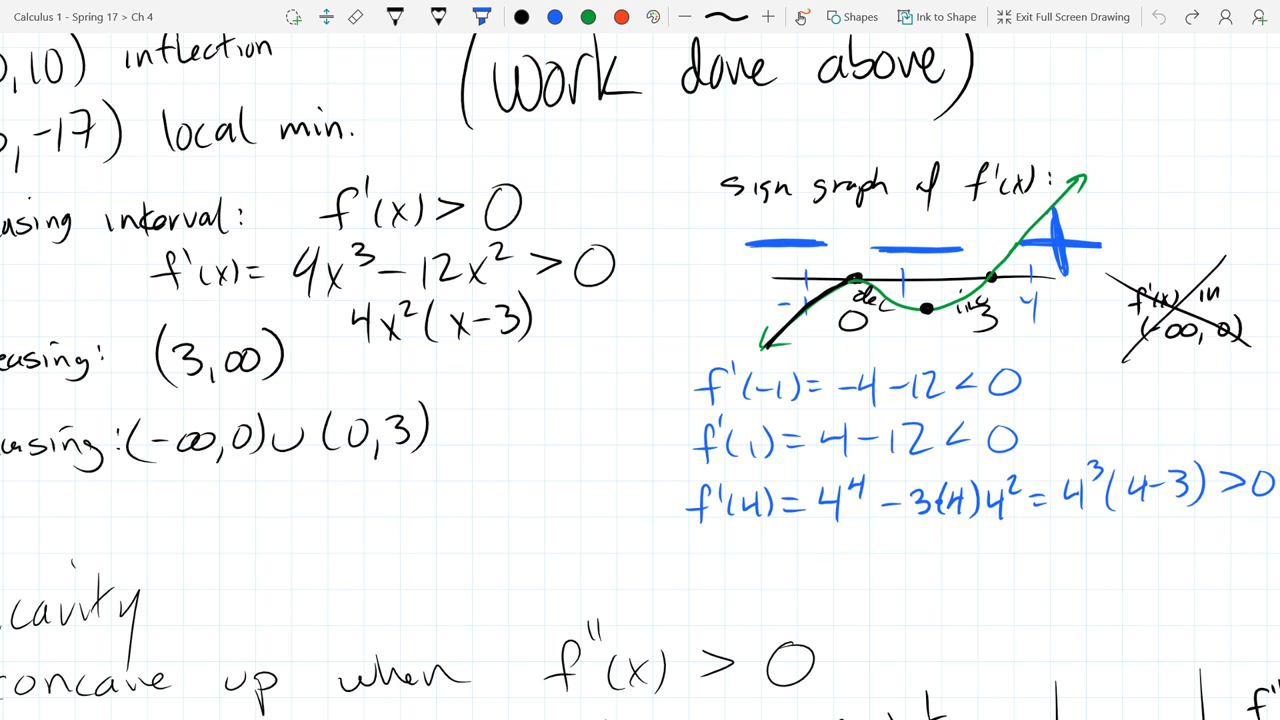 Calculus 1 - Spring 17 > Ch 4
Shapes
Ink to Shape
Exit Full Screen Drawing
, 10) inflection
, -17) local min.
(work done above)
asing interval: f'(x) > 0
f'(x) = 4x³ - 12x² > 0
4x²(x-3)
easing: (3, ∞)
easing: (-∞, 0) ∪ (0, 3)
sign graph of f'(x):
-1
dec
0
inc
3
4
f'(x) in
(-∞, 0)
f'(-1) = -4 - 12 < 0
f'(1) = 4 - 12 < 0
f'(4) = 4⁴ - 3(4)4² = 4³(4-3) > 0
cavity
concave up when f''(x) > 0
f''